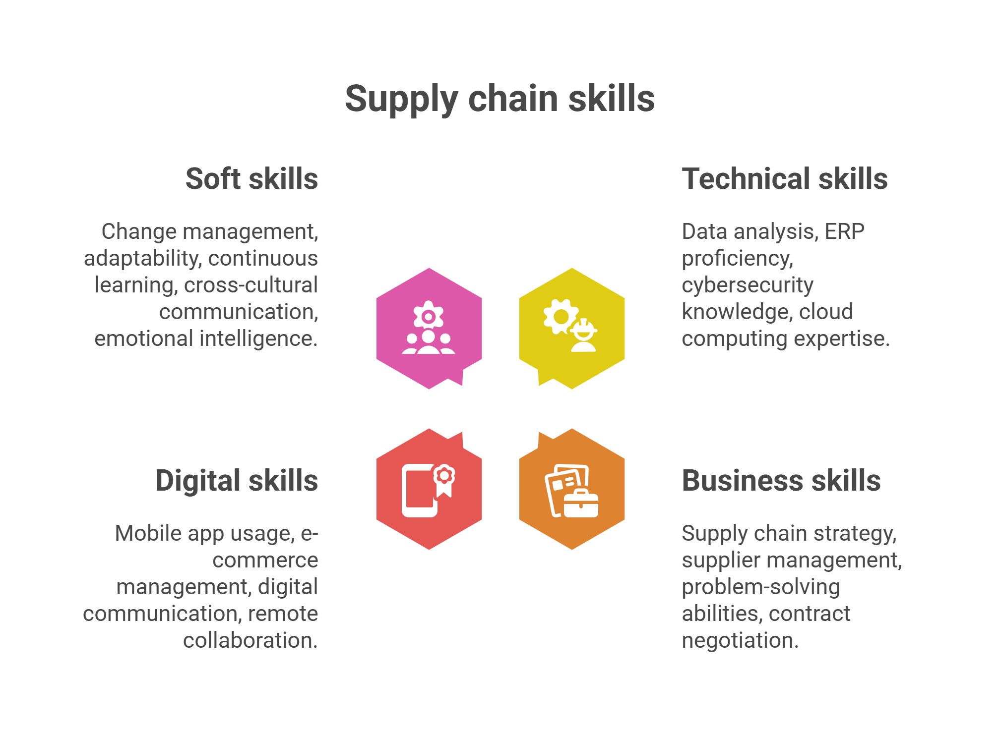 Supply chain skills
Soft skills
Change management,
adaptability, continuous
learning, cross-cultural
communication,
emotional intelligence.
Technical skills
Data analysis, ERP
proficiency,
cybersecurity
knowledge, cloud
computing expertise.
Digital skills
Mobile app usage, e-
commerce
management, digital
communication, remote
collaboration.
Business skills
Supply chain strategy,
supplier management,
problem-solving
abilities, contract
negotiation.